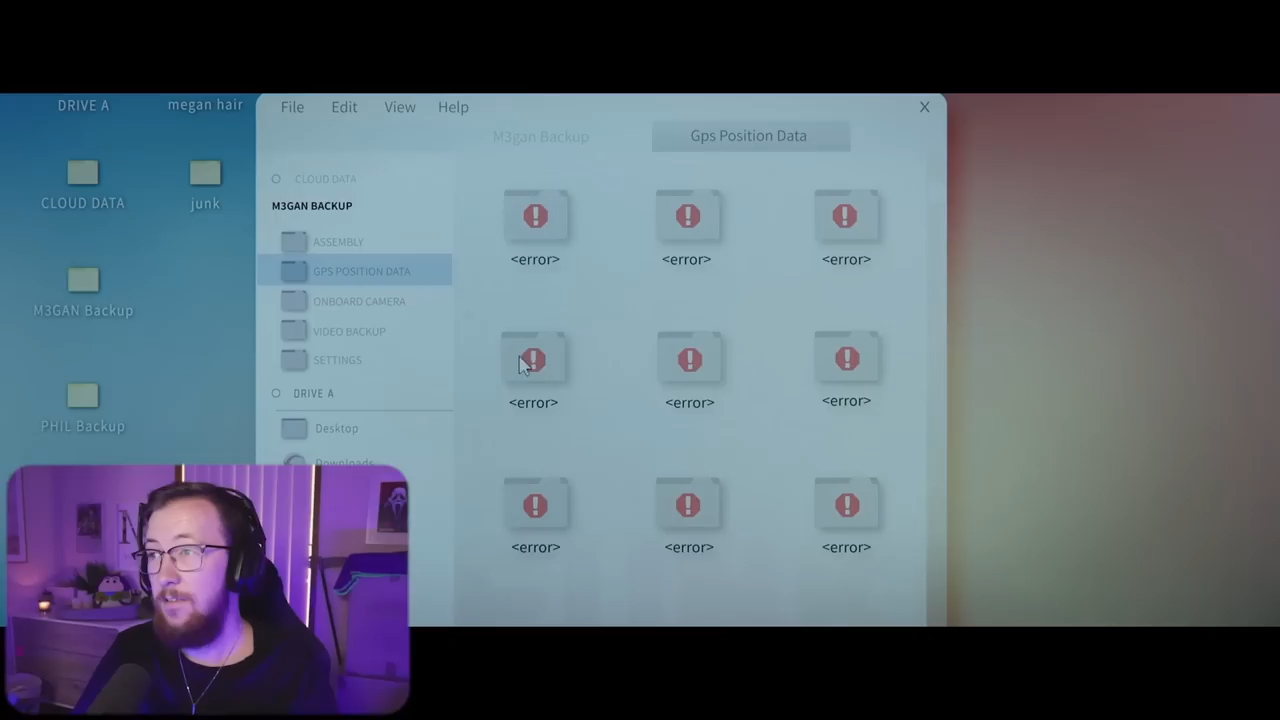 DRIVE A
megan hair
CLOUD DATA
junk
M3GAN Backup
PHIL Backup
File Edit View Help X
M3gan Backup
Gps Position Data
CLOUD DATA
M3GAN BACKUP
ASSEMBLY
GPS POSITION DATA
ONBOARD CAMERA
VIDEO BACKUP
SETTINGS
DRIVE A
Desktop
Downloads
<error> <error> <error>
<error> <error> <error>
<error> <error> <error>